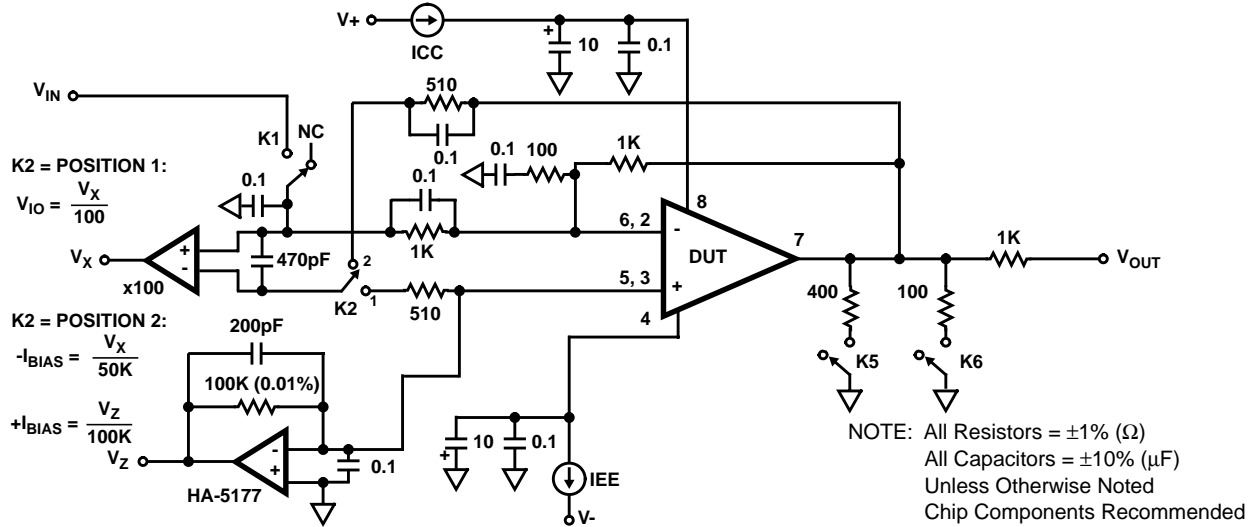 V+
ICC
+
10
0.1
VIN
510
0.1
K1
NC
1K
0.1
100
K2 = POSITION 1:
VIO = VX
100
0.1
0.1
8
6, 2
-
7
1K
VOUT
VX
+
-
x100
470pF
1K
2
K2
1
510
5, 3
+
DUT
4
400
100
K5
K6
K2 = POSITION 2:
-IBIAS = VX
50K
+IBIAS = VZ
100K
200pF
100K (0.01%)
VZ
-
+
HA-5177
0.1
+
10
0.1
IEE
V-
NOTE: All Resistors = ±1% (Ω)
All Capacitors = ±10% (μF)
Unless Otherwise Noted
Chip Components Recommended